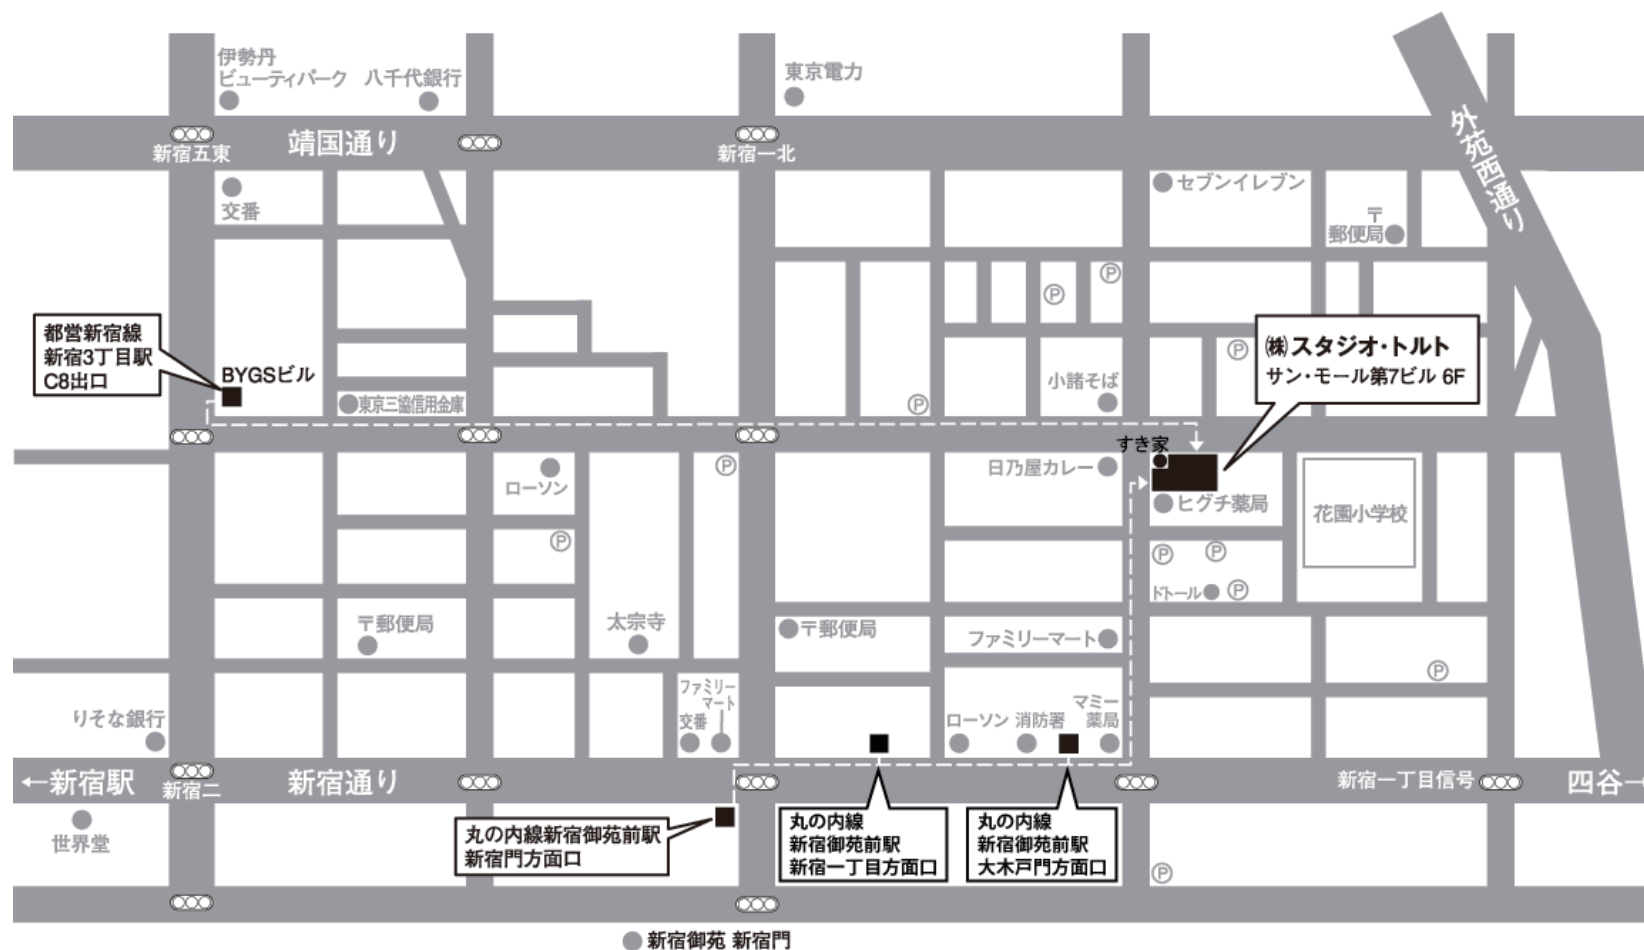 伊勢丹
ビューティパーク
八千代銀行
東京電力
外苑西通り
靖国通り
新宿五東
新宿一北
交番
セブンイレブン
〒
郵便局
P
P
都営新宿線
新宿3丁目駅
C8出口
BYGSビル
㈱スタジオ・トルト
サン・モール第7ビル 6F
P
小諸そば
東京三協信用金庫
P
すき家
P
日乃屋カレー
ローソン
ヒグチ薬局
花園小学校
P
P
P
ドトール
P
〒郵便局
太宗寺
〒郵便局
ファミリーマート
P
ファミリー
マート
交番
りそな銀行
ローソン
消防署
マミー
薬局
←新宿駅
新宿二
新宿通り
新宿一丁目信号
四谷→
世界堂
丸の内線新宿御苑前駅
新宿門方面口
丸の内線
新宿御苑前駅
新宿一丁目方面口
丸の内線
新宿御苑前駅
大木戸門方面口
P
新宿御苑 新宿門